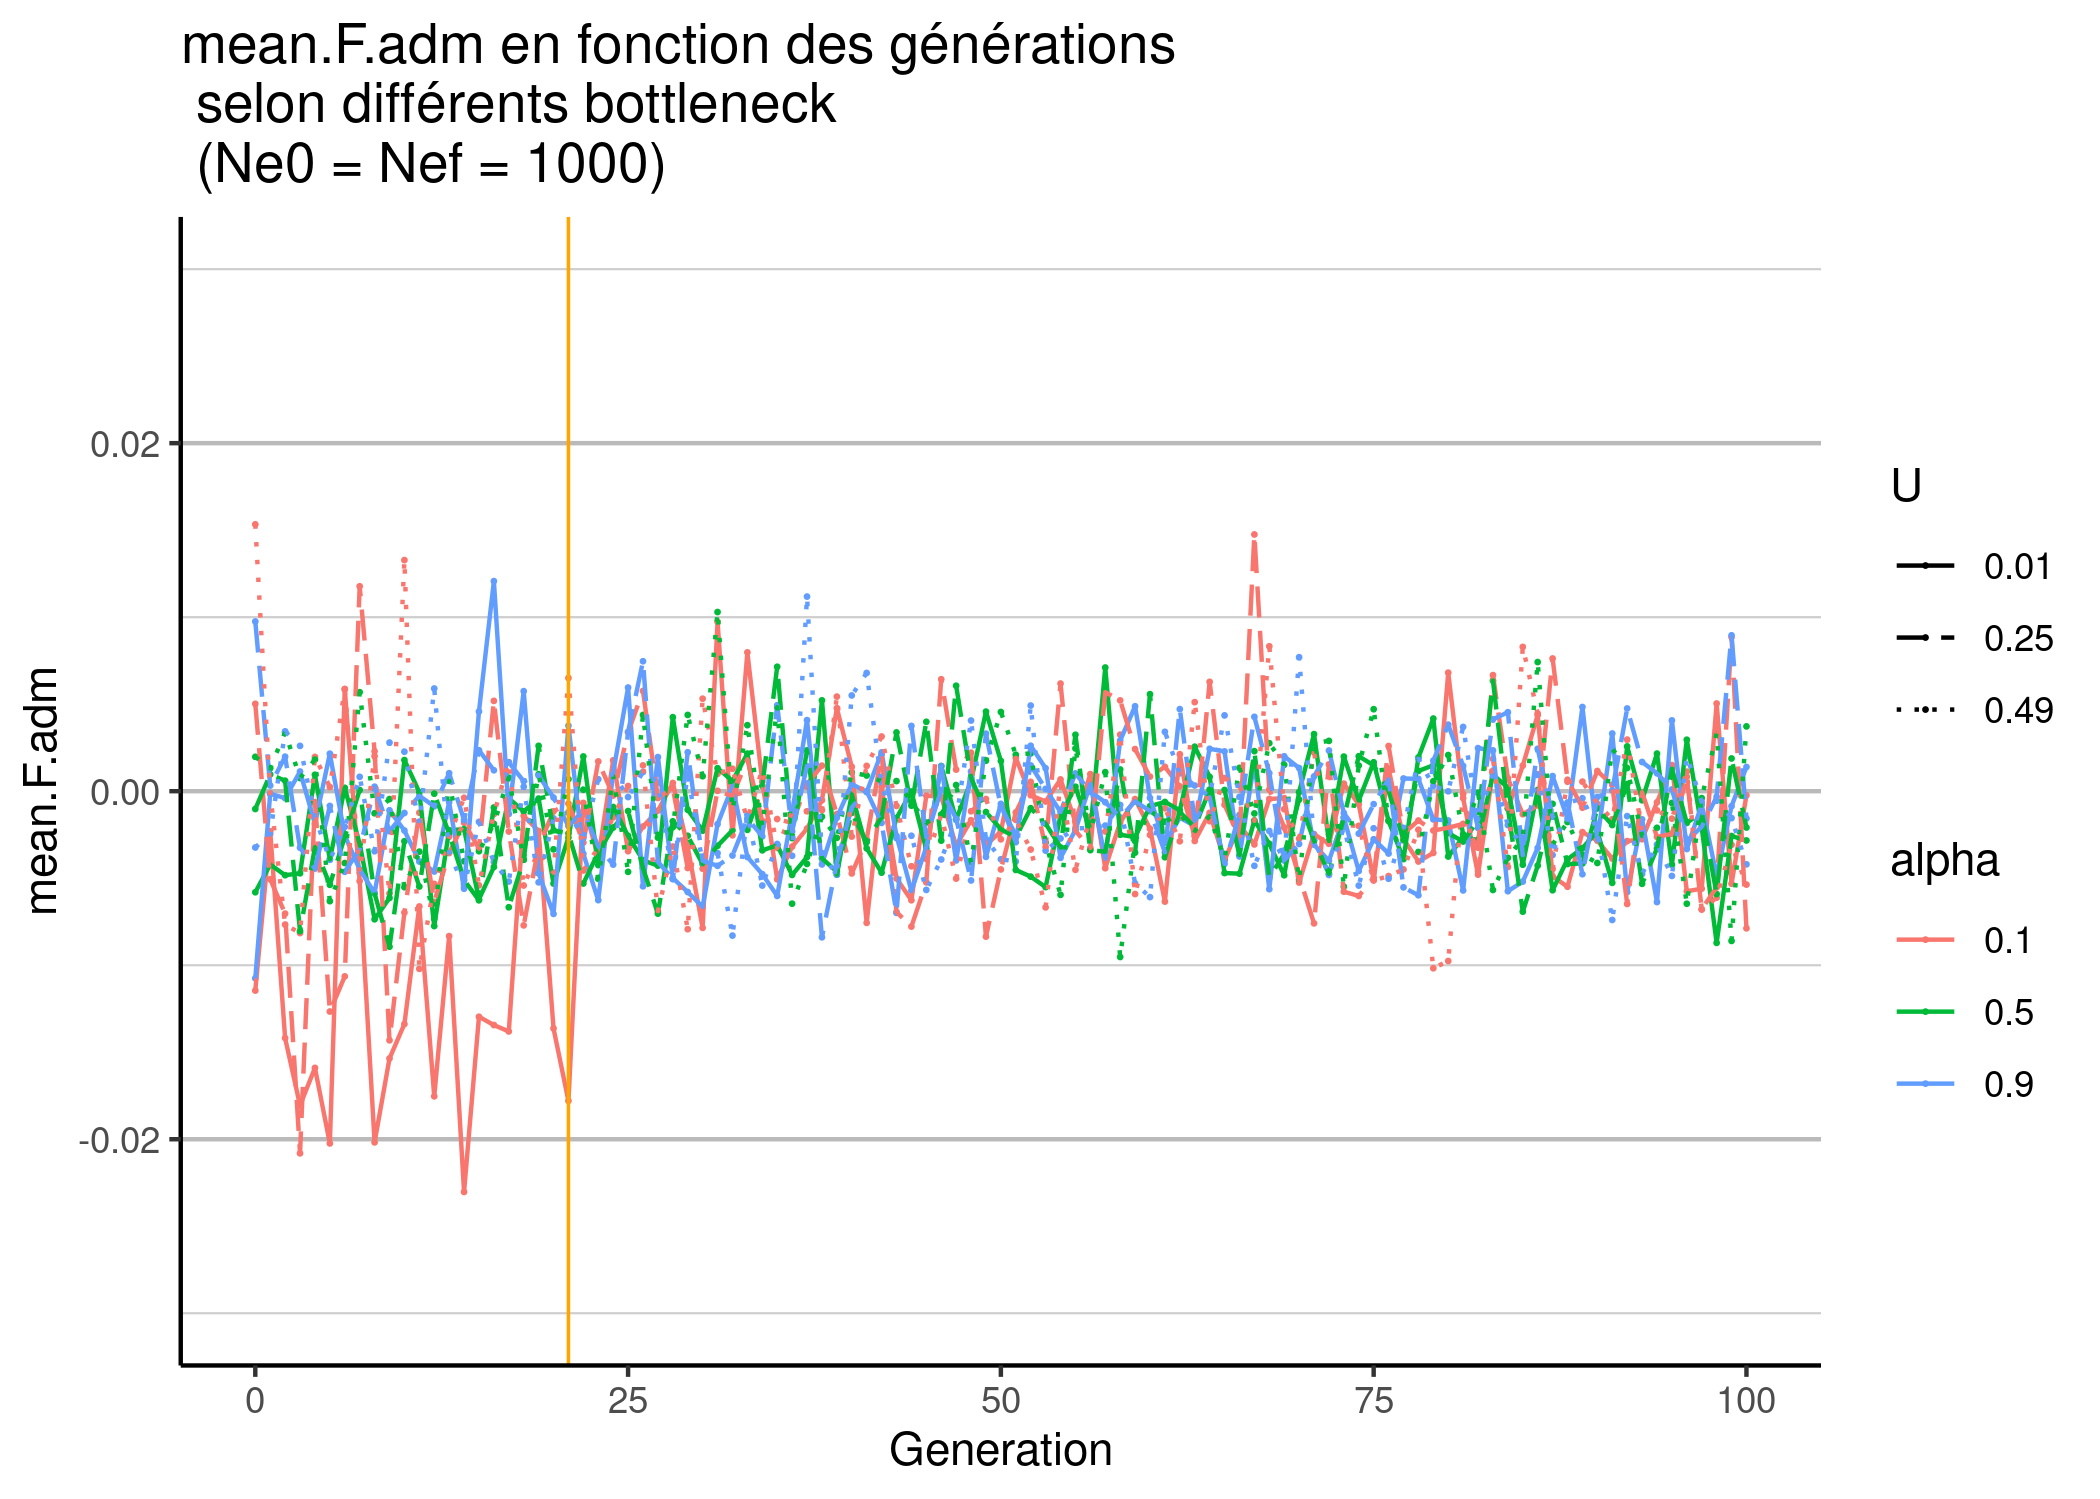 mean.F.adm en fonction des générations
selon différents bottleneck
(Ne0 = Nef = 1000)
mean.F.adm
0.02
0.00
-0.02
0
25
50
75
100
Generation
U
0.01
0.25
0.49
alpha
0.1
0.5
0.9